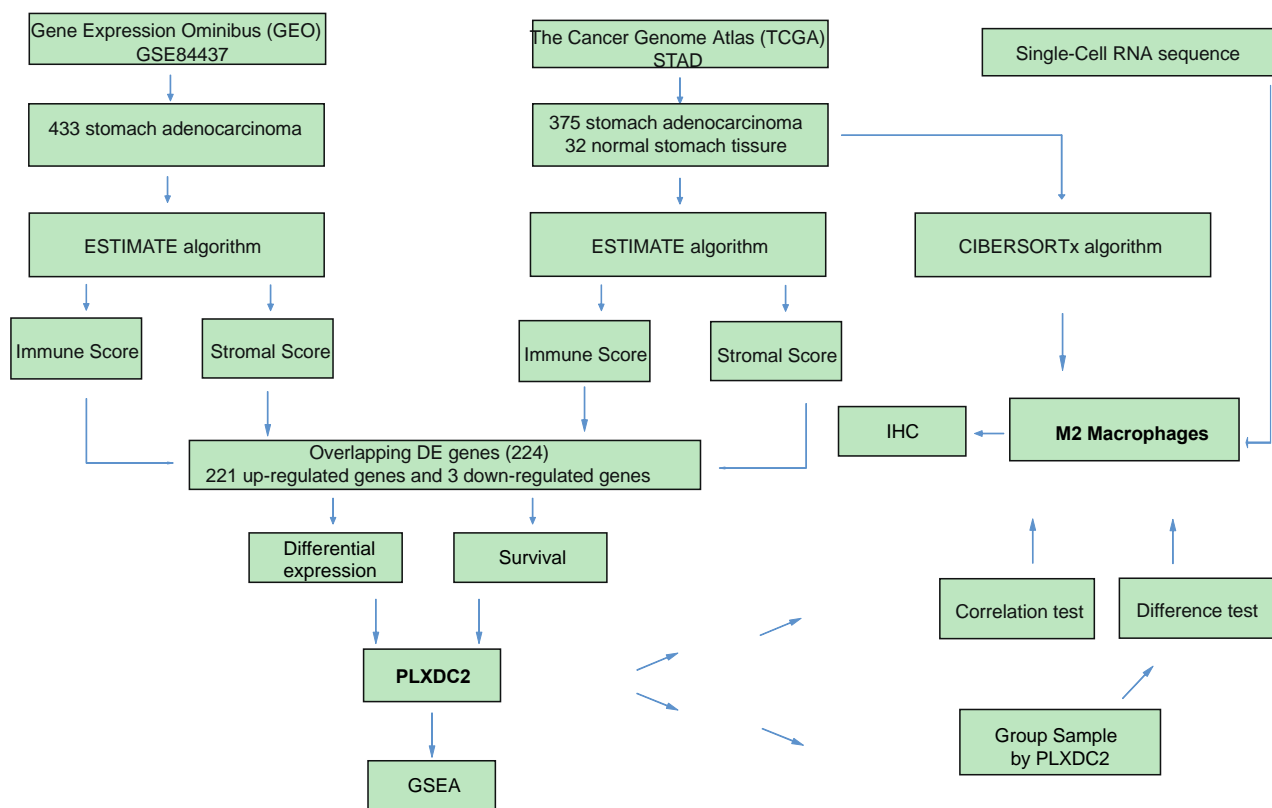 Gene Expression Ominibus (GEO)
GSE84437
The Cancer Genome Atlas (TCGA)
STAD
Single-Cell RNA sequence
433 stomach adenocarcinoma
375 stomach adenocarcinoma
32 normal stomach tissure
ESTIMATE algorithm
ESTIMATE algorithm
CIBERSORTx algorithm
Immune Score
Stromal Score
Immune Score
Stromal Score
IHC
M2 Macrophages
Overlapping DE genes (224)
221 up-regulated genes and 3 down-regulated genes
Differential
expression
Survival
Correlation test
Difference test
PLXDC2
Group Sample
by PLXDC2
GSEA